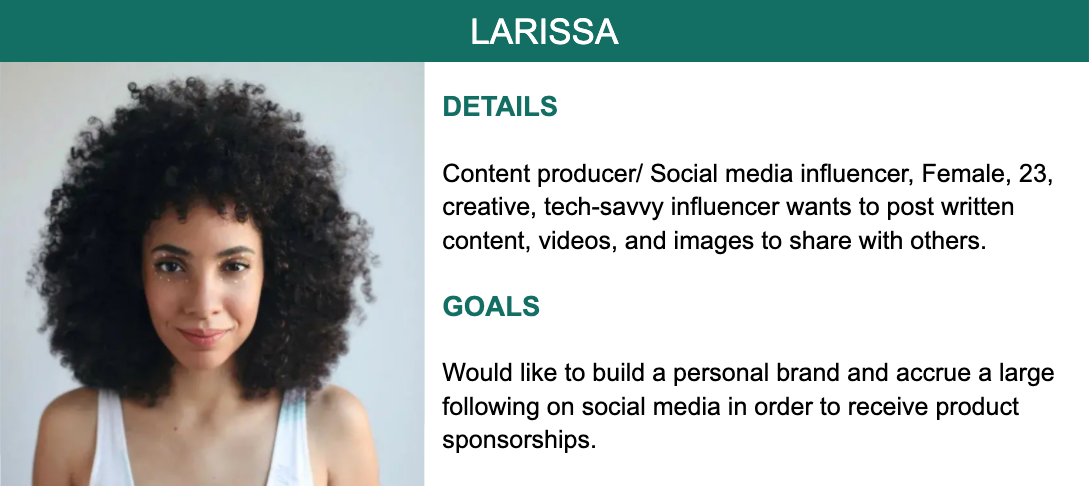 LARISSA
DETAILS
Content producer/ Social media influencer, Female, 23,
creative, tech-savvy influencer wants to post written
content, videos, and images to share with others.
GOALS
Would like to build a personal brand and accrue a large
following on social media in order to receive product
sponsorships.